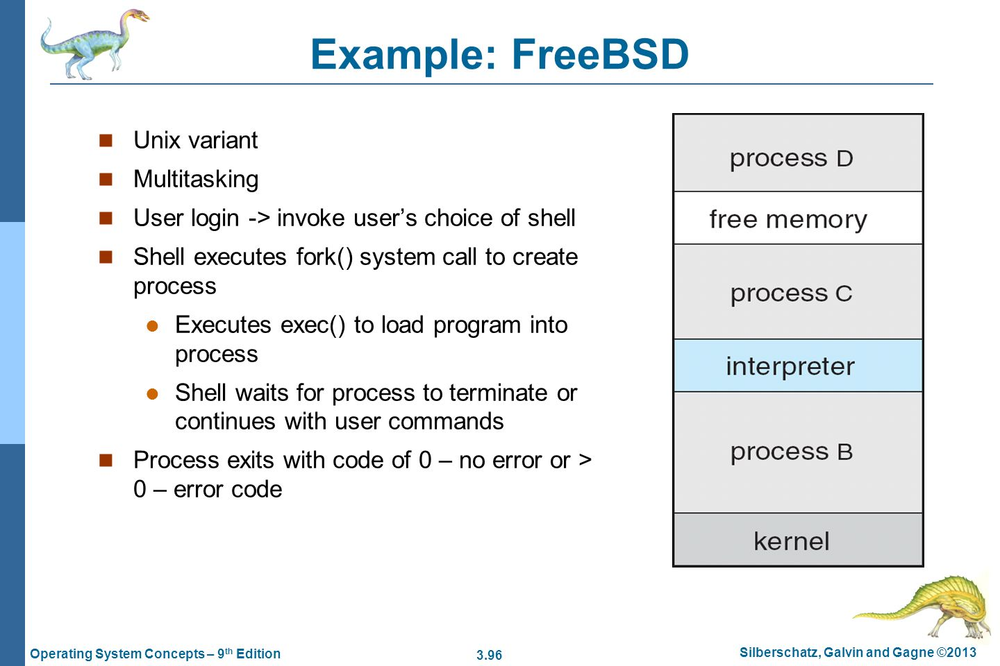 Example: FreeBSD
Unix variant
Multitasking
User login -> invoke user’s choice of shell
Shell executes fork() system call to create
process
Executes exec() to load program into
process
Shell waits for process to terminate or
continues with user commands
Process exits with code of 0 – no error or >
0 – error code
process D
free memory
process C
interpreter
process B
kernel
Operating System Concepts – 9th Edition
3.96
Silberschatz, Galvin and Gagne ©2013